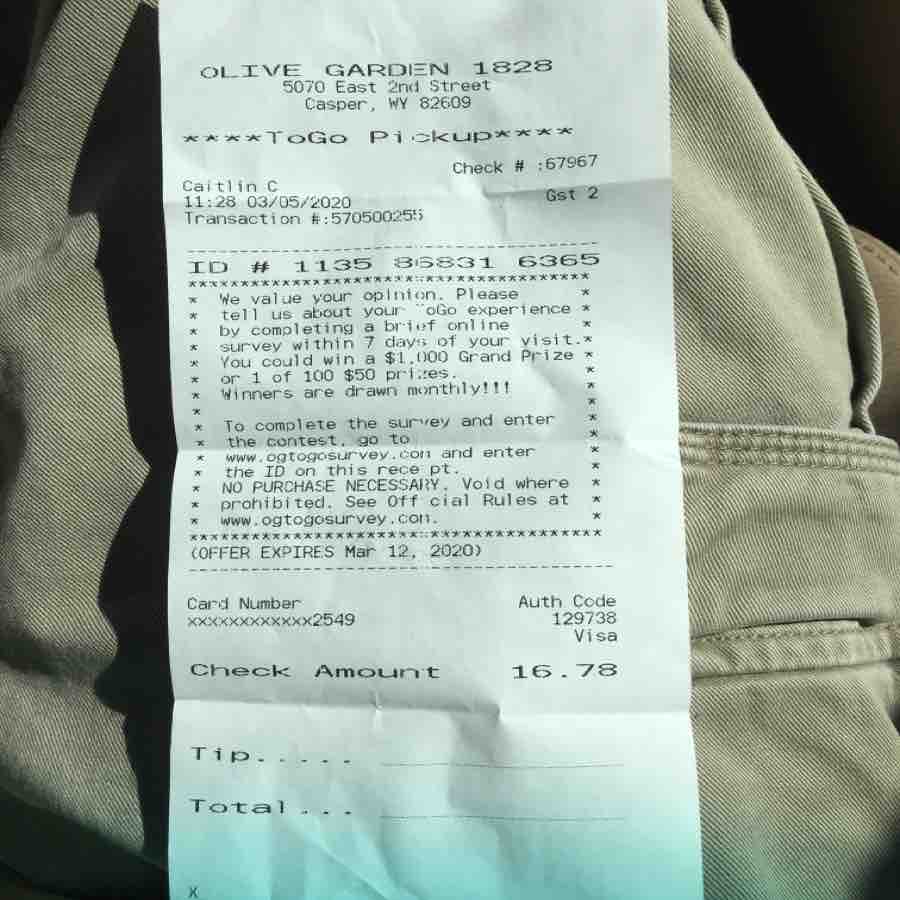 OLIVE GARDEN 1828
5070 East 2nd Street
Casper, WY 82609
****ToGo Pickup****
Check # :67967
Caitlin C
11:28 03/05/2020 Gst 2
Transaction #:570500255
ID # 1135 86831 6365
* We value your opinion. Please *
* tell us about your ToGo experience *
* by completing a brief online *
* survey within 7 days of your visit. *
* You could win a $1,000 Grand Prize *
* or 1 of 100 $50 prizes. *
* Winners are drawn monthly!!! *
* *
* To complete the survey and enter *
* the contest, go to *
* www.ogtogosurvey.com and enter *
* the ID on this receipt. *
* NO PURCHASE NECESSARY. Void where *
* prohibited. See Official Rules at *
* www.ogtogosurvey.com. *
(OFFER EXPIRES Mar 12, 2020)
Card Number Auth Code
xxxxxxxxxxxx2549 129738
Visa
Check Amount 16.78
Tip.....
Total...
X